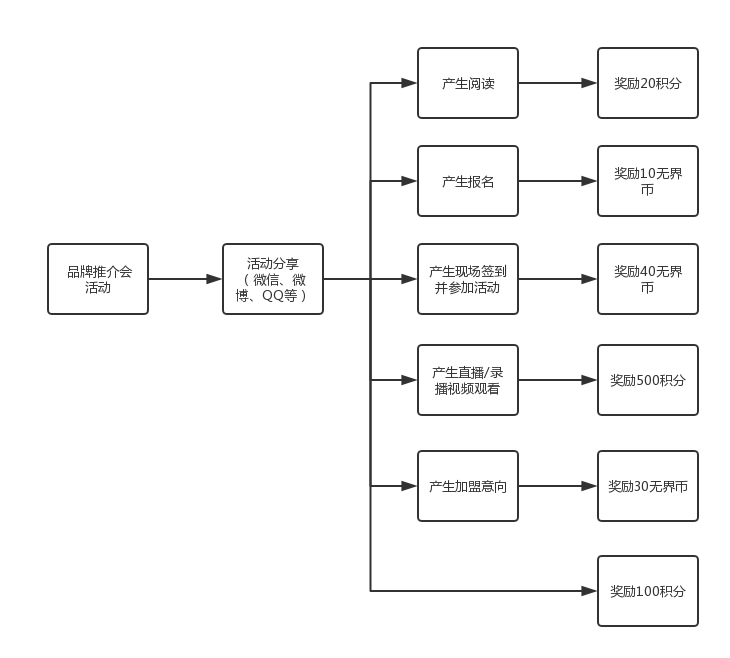 产生阅读
奖励20积分
产生报名
奖励10无界
币
品牌推介会
活动
活动分享
（微信、微
博、QQ等）
产生现场签到
并参加活动
奖励40无界
币
产生直播/录
播视频观看
奖励500积分
产生加盟意向
奖励30无界币
奖励100积分